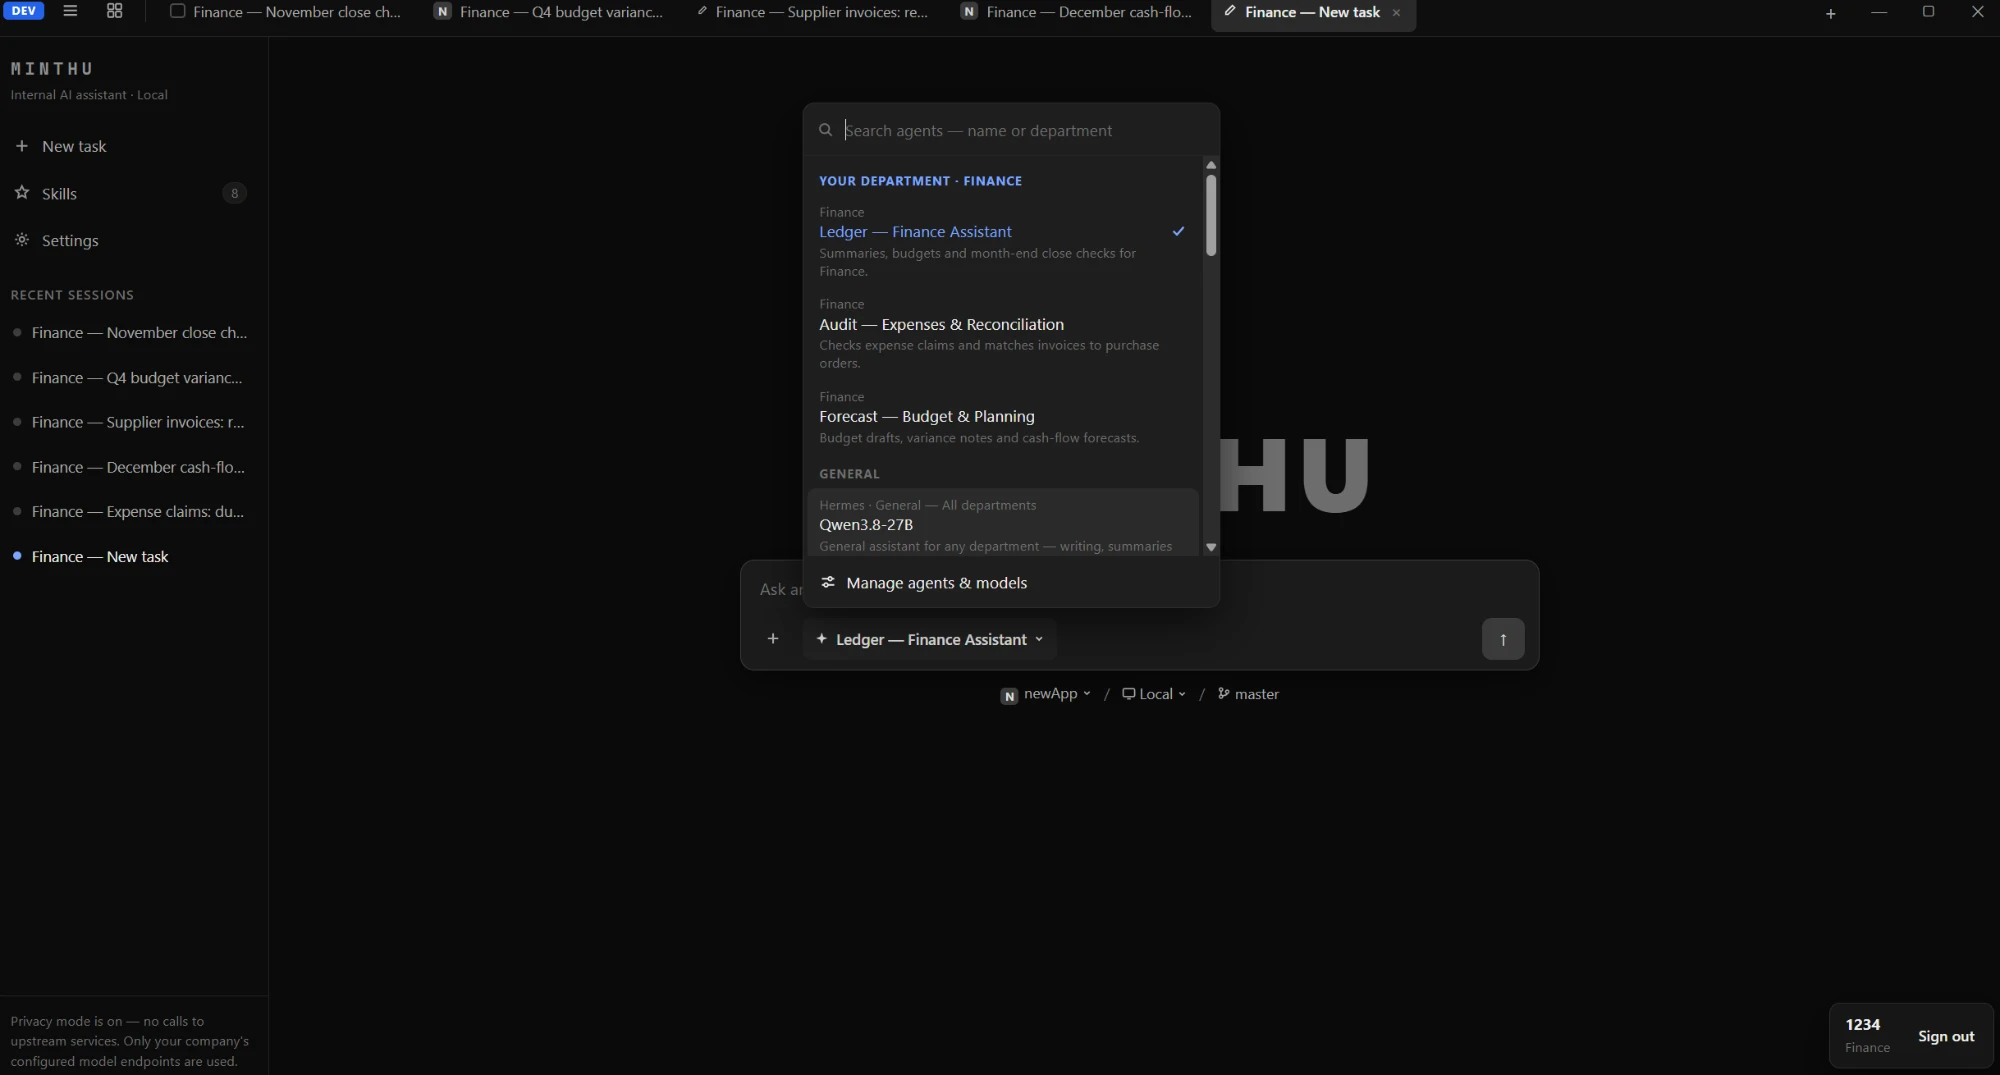 DEV
Finance — November close ch...
N Finance — Q4 budget varianc...
Finance — Supplier invoices: re...
N Finance — December cash-flo...
Finance — New task
MINTHU
Internal AI assistant · Local
New task
Skills 8
Settings
RECENT SESSIONS
Finance — November close ch...
Finance — Q4 budget varianc...
Finance — Supplier invoices: r...
Finance — December cash-flo...
Finance — Expense claims: du...
Finance — New task
Privacy mode is on — no calls to
upstream services. Only your company's
configured model endpoints are used.
Search agents — name or department
YOUR DEPARTMENT · FINANCE
Finance
Ledger — Finance Assistant
Summaries, budgets and month-end close checks for
Finance.
Finance
Audit — Expenses & Reconciliation
Checks expense claims and matches invoices to purchase
orders.
Finance
Forecast — Budget & Planning
Budget drafts, variance notes and cash-flow forecasts.
GENERAL
Hermes · General — All departments
Qwen3.8-27B
General assistant for any department — writing, summaries
Manage agents & models
HU
Ask
Ledger — Finance Assistant
N newApp / Local / master
1234
Finance
Sign out